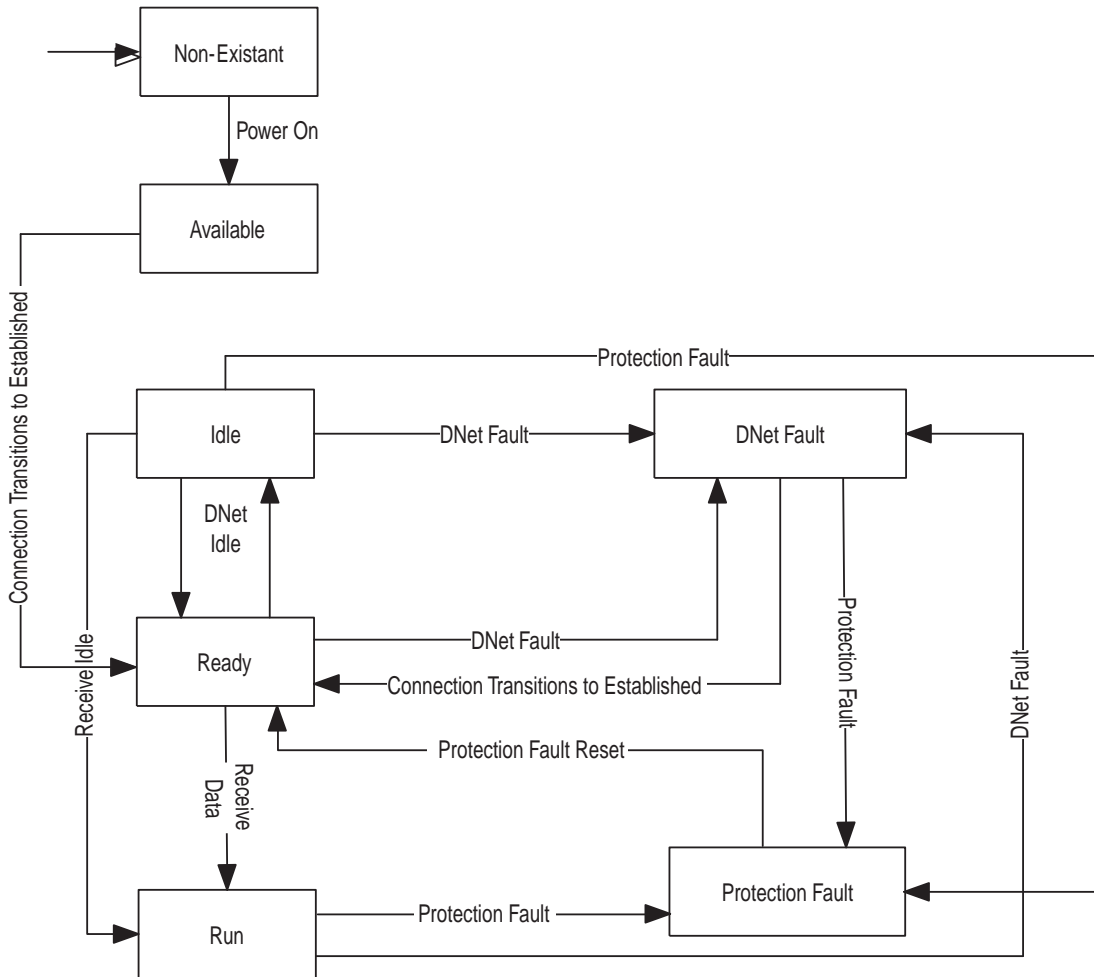 Non-Existant
Power On
Available
Connection Transitions to Established
Protection Fault
Idle
DNet Fault
DNet Fault
DNet
Idle
Protection Fault
DNet Fault
Receive Idle
Ready
DNet Fault
Connection Transitions to Established
Protection Fault Reset
Receive
Data
Protection Fault
Run
Protection Fault